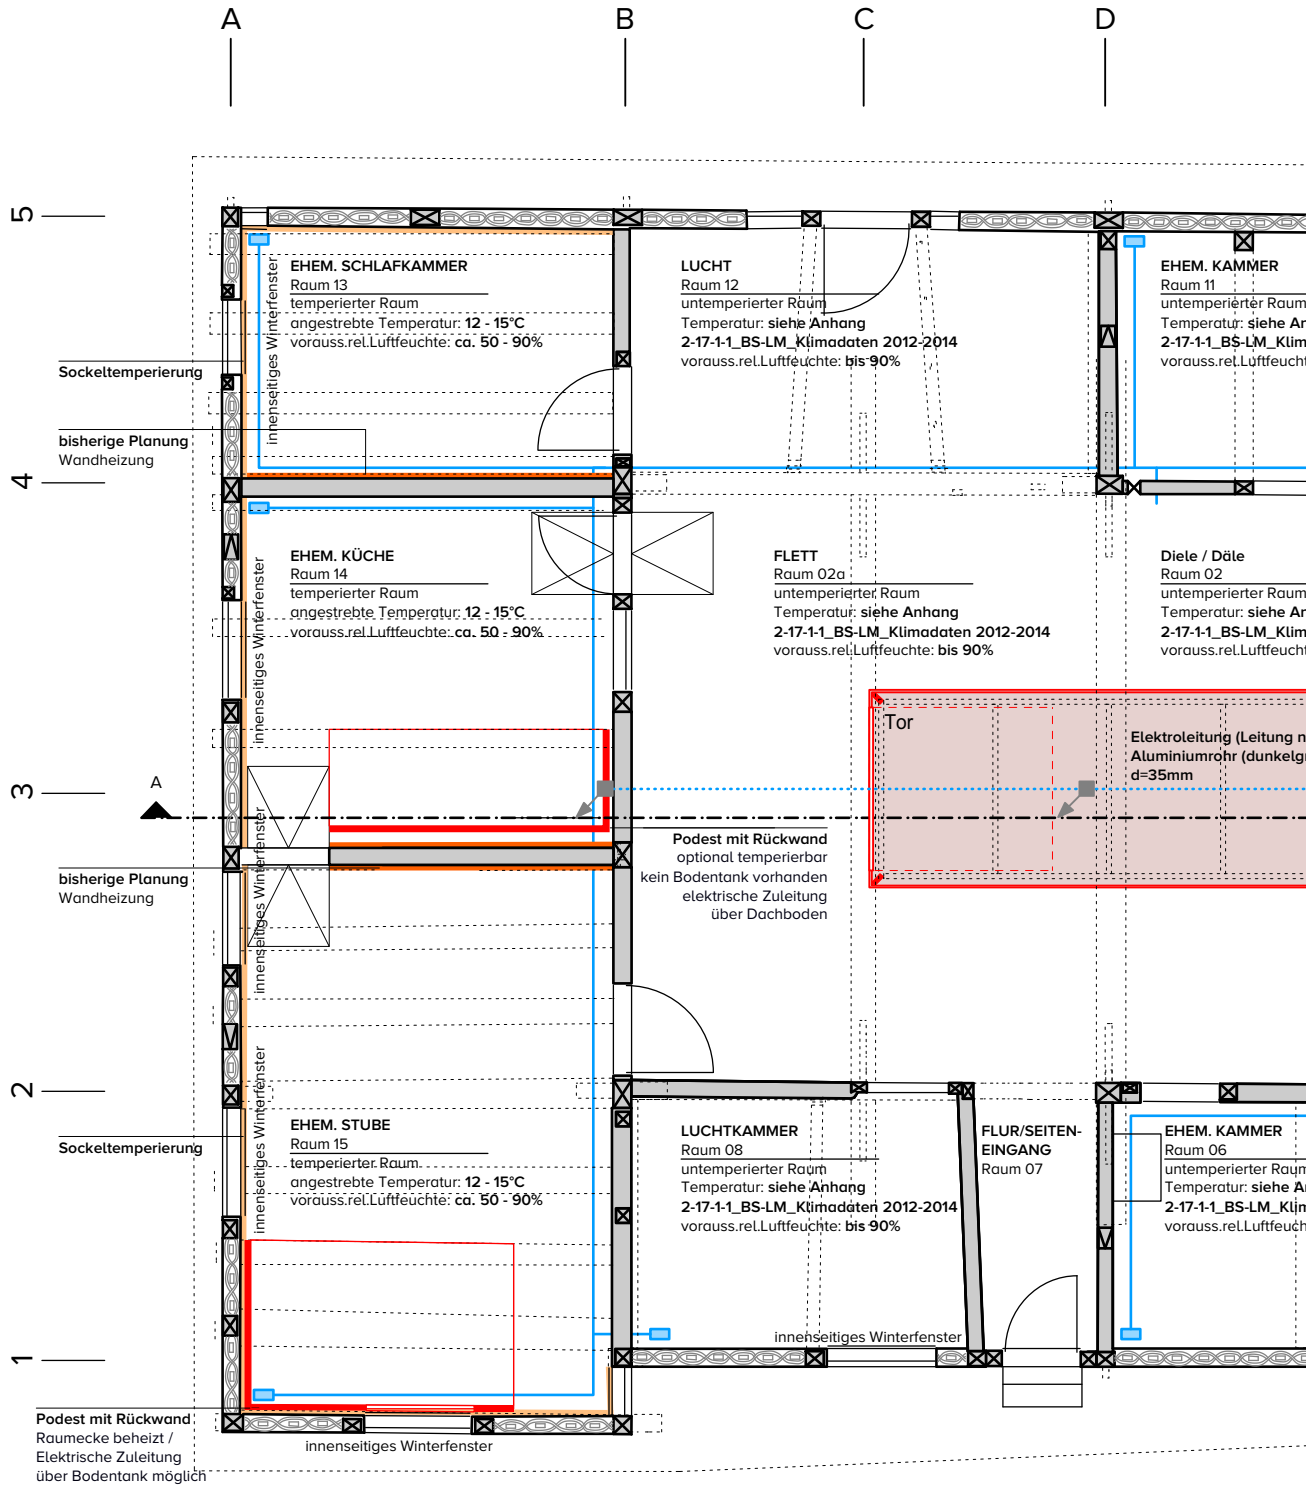 A
B
C
D
5
EHEM. SCHLAFKAMMER
Raum 13
temperierter Raum
angestrebte Temperatur: 12 - 15°C
vorauss.rel.Luftfeuchte: ca. 50 - 90%
innenseitiges Winterfenster
LUCHT
Raum 12
untemperierter Raum
Temperatur: siehe Anhang
2-17-1-1_BS-LM_Klimadaten 2012-2014
vorauss.rel.Luftfeuchte: bis 90%
EHEM. KAMMER
Raum 11
untemperierter Raum
Temperatur: siehe An
2-17-1-1_BS-LM_Klim
vorauss.rel.Luftfeucht
Sockeltemperierung
bisherige Planung
Wandheizung
4
EHEM. KÜCHE
Raum 14
temperierter Raum
angestrebte Temperatur: 12 - 15°C
vorauss.rel.Luftfeuchte: ca. 50 - 90%
innenseitiges Winterfenster
FLETT
Raum 02a
untemperierter Raum
Temperatur: siehe Anhang
2-17-1-1_BS-LM_Klimadaten 2012-2014
vorauss.rel.Luftfeuchte: bis 90%
Diele / Däle
Raum 02
untemperierter Raum
Temperatur: siehe An
2-17-1-1_BS-LM_Klim
vorauss.rel.Luftfeucht
Tor
Elektroleitung (Leitung n
Aluminiumrohr (dunkelgr
d=35mm
3
A
Podest mit Rückwand
optional temperierbar
kein Bodentank vorhanden
elektrische Zuleitung
über Dachboden
bisherige Planung
Wandheizung
innenseitiges Winterfenster
2
innenseitiges Winterfenster
EHEM. STUBE
Raum 15
temperierter Raum
angestrebte Temperatur: 12 - 15°C
vorauss.rel.Luftfeuchte: ca. 50 - 90%
Sockeltemperierung
LUCHTKAMMER
Raum 08
untemperierter Raum
Temperatur: siehe Anhang
2-17-1-1_BS-LM_Klimadaten 2012-2014
vorauss.rel.Luftfeuchte: bis 90%
FLUR/SEITEN-
EINGANG
Raum 07
EHEM. KAMMER
Raum 06
untemperierter Raum
Temperatur: siehe An
2-17-1-1_BS-LM_Klim
vorauss.rel.Luftfeucht
innenseitiges Winterfenster
1
Podest mit Rückwand
Raumecke beheizt /
Elektrische Zuleitung
über Bodentank möglich
innenseitiges Winterfenster